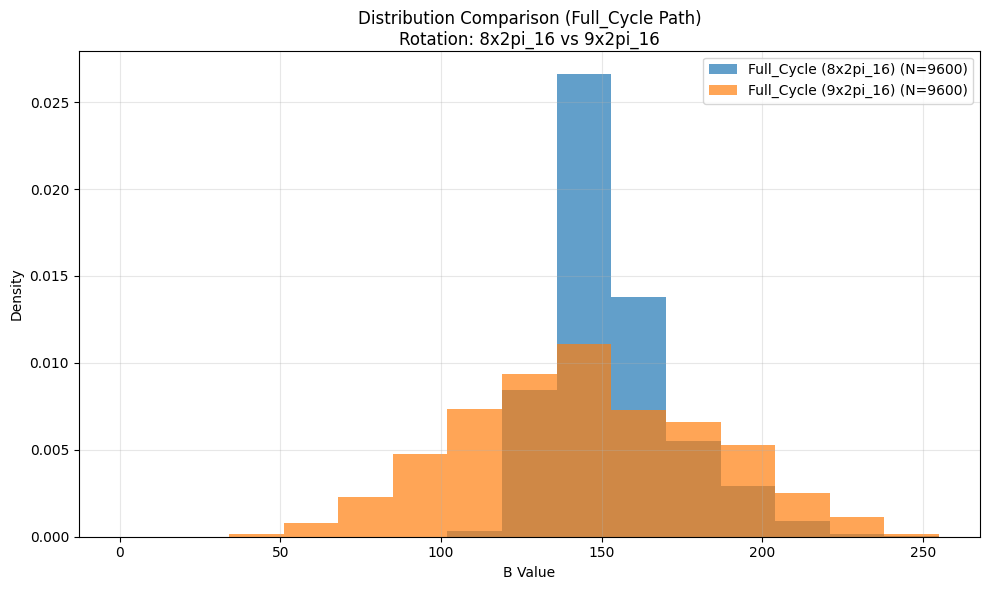 Distribution Comparison (Full_Cycle Path)
Rotation: 8x2pi_16 vs 9x2pi_16
Full_Cycle (8x2pi_16) (N=9600)
Full_Cycle (9x2pi_16) (N=9600)
Density
0.025
0.020
0.015
0.010
0.005
0.000
0 50 100 150 200 250
B Value